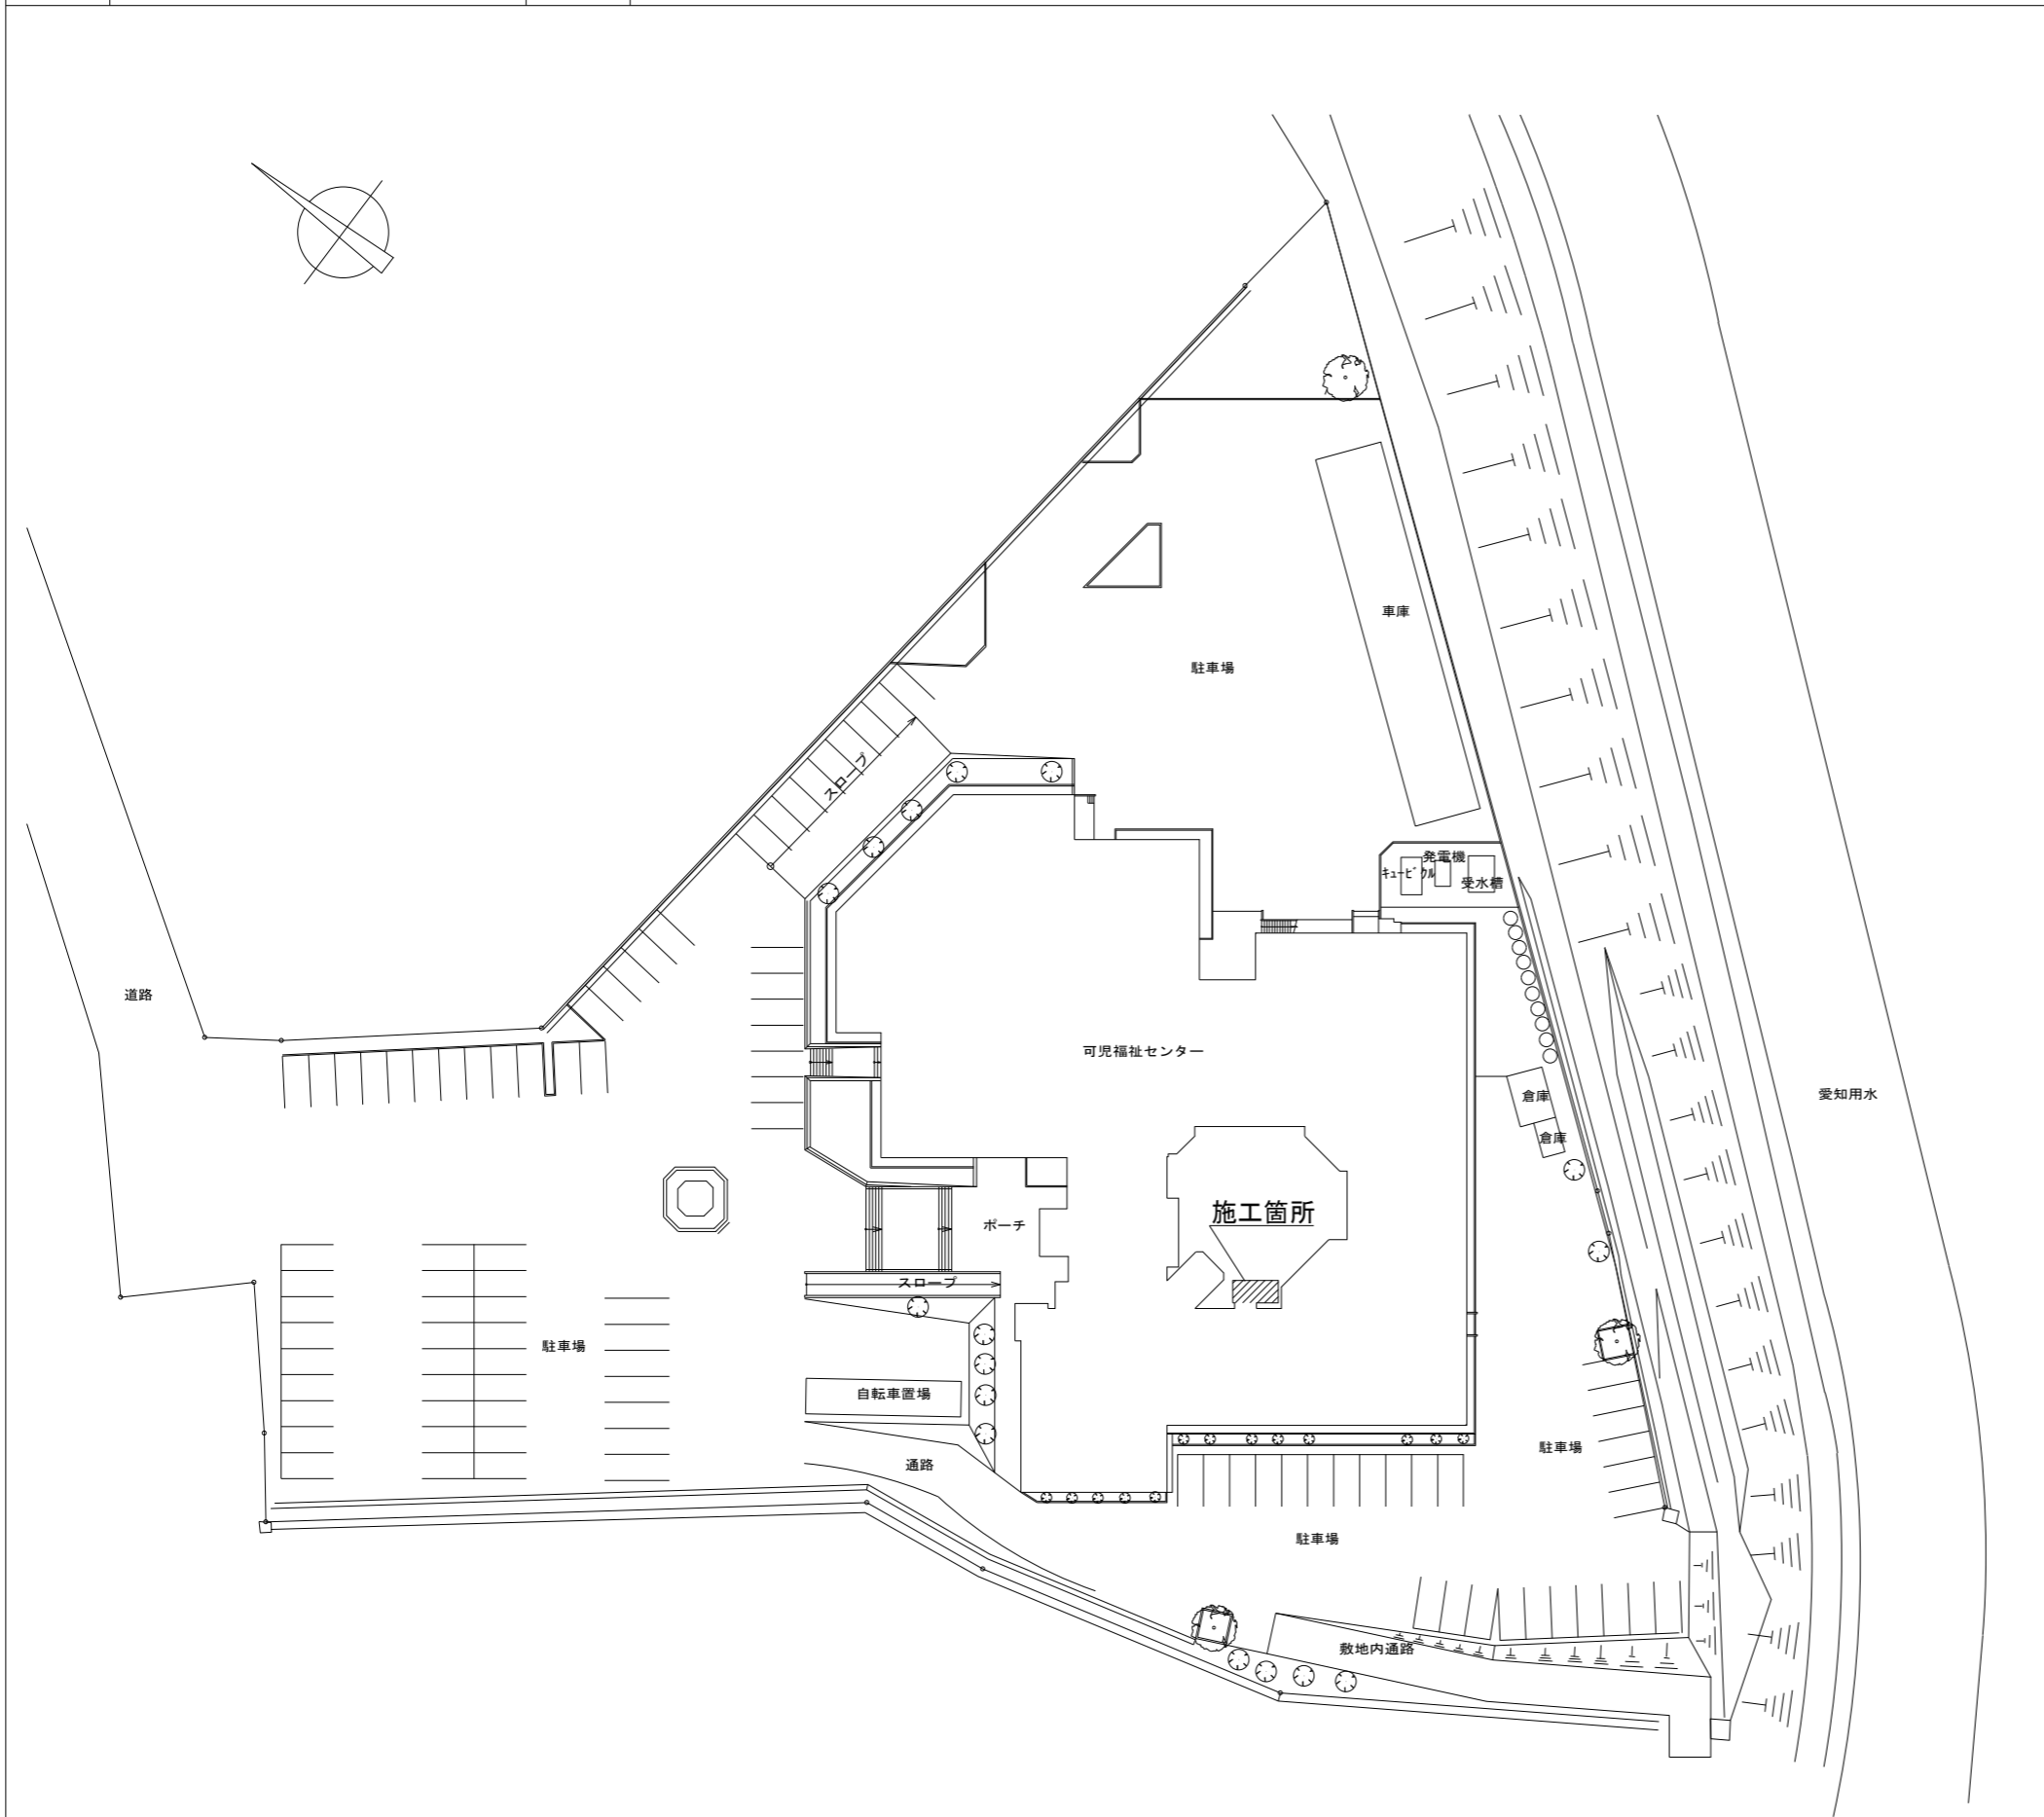 車庫
駐車場
スロープ
発電機
キュービクル
受水槽
道路
可児福祉センター
愛知用水
倉庫
倉庫
施工箇所
ポーチ
スロープ
駐車場
自転車置場
駐車場
通路
駐車場
敷地内通路